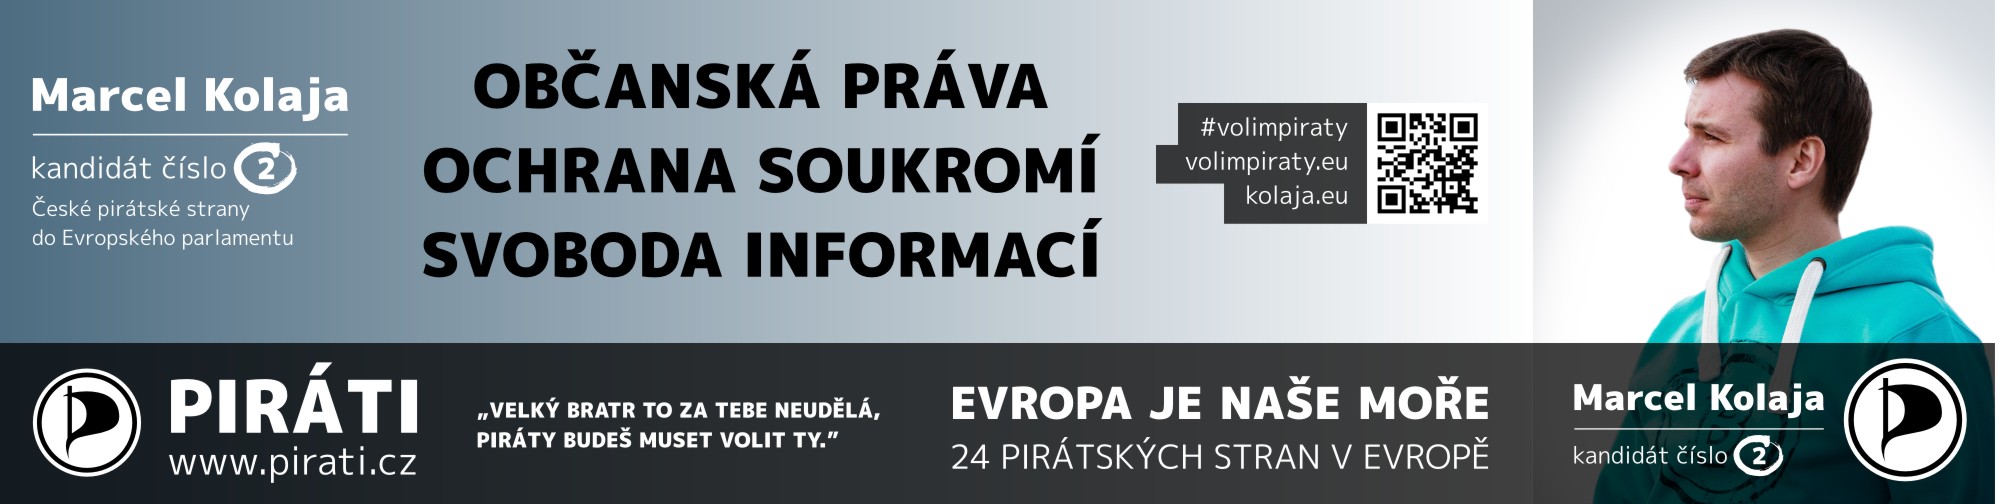 Marcel Kolaja
kandidát číslo 2
České pirátské strany
do Evropského parlamentu
OBČANSKÁ PRÁVA
OCHRANA SOUKROMÍ
SVOBODA INFORMACÍ
#volimpiraty
volimpiraty.eu
kolaja.eu
PIRÁTI
www.pirati.cz
„VELKÝ BRATR TO ZA TEBE NEUDĚLÁ,
PIRÁTY BUDEŠ MUSET VOLIT TY.”
EVROPA JE NAŠE MOŘE
24 PIRÁTSKÝCH STRAN V EVROPĚ
Marcel Kolaja
kandidát číslo 2